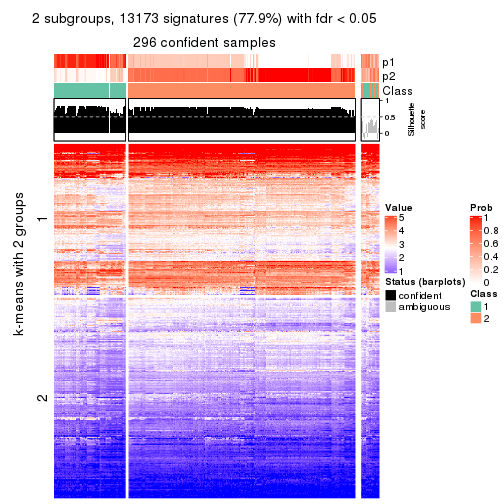 2 subgroups, 13173 signatures (77.9%) with fdr < 0.05
296 confident samples
p1
p2
Class
1
0.5
0
Silhouette
score
k-means with 2 groups
1
2
Value
5
4
3
2
1
Status (barplots)
confident
ambiguous
Prob
1
0.8
0.6
0.4
0.2
0
Class
1
2